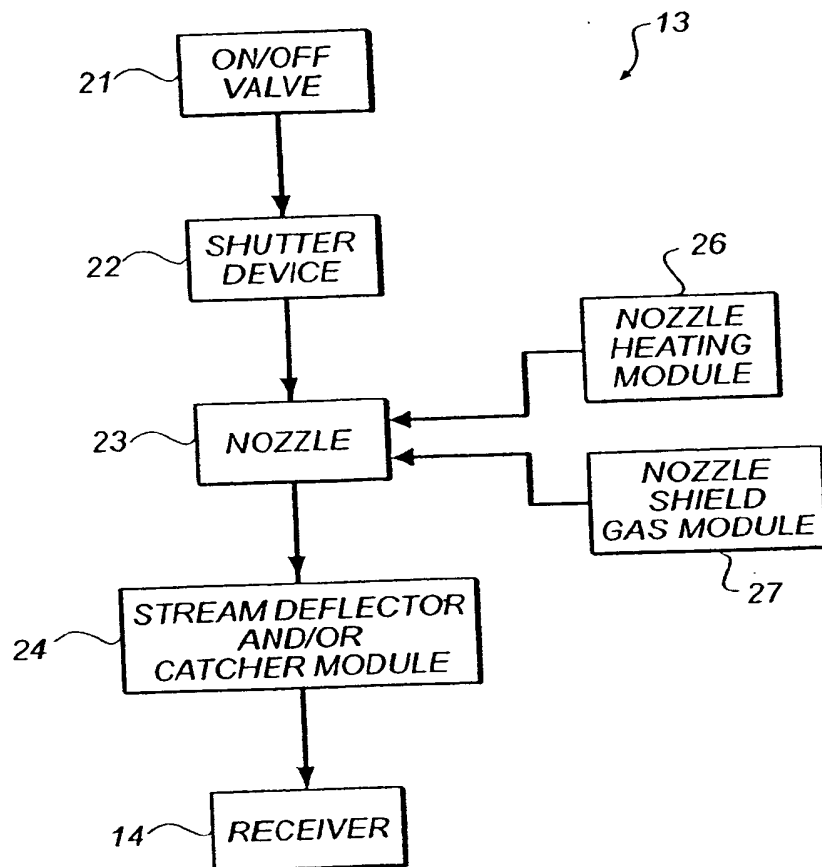 13
21
ON/OFF
VALVE
22
SHUTTER
DEVICE
26
NOZZLE
HEATING
MODULE
23
NOZZLE
NOZZLE
SHIELD
GAS MODULE
27
24
STREAM DEFLECTOR
AND/OR
CATCHER MODULE
14
RECEIVER